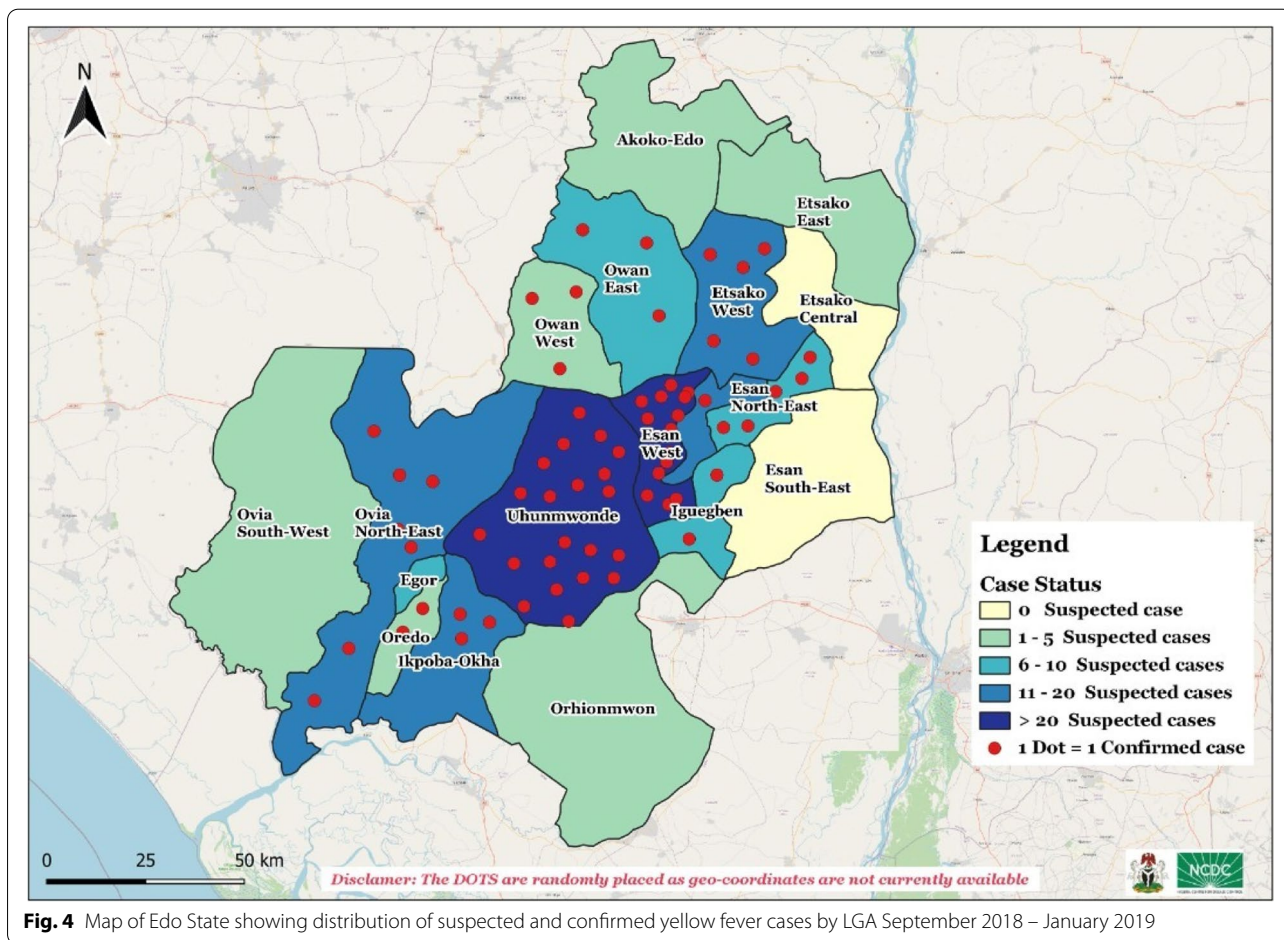 N
Akoko-Edo
Etsako
East
Owan
East
Etsako
West
Etsako
Central
Owan
West
Esan
North-East
Esan
West
Esan
South-East
Ovia
South-West
Ovia
North-East
Uhunmwonde
Iguegben
Egor
Oredo
Ikpoba-Okha
Orhionmwon
Legend
Case Status
0 Suspected case
1 - 5 Suspected cases
6 - 10 Suspected cases
11 - 20 Suspected cases
> 20 Suspected cases
1 Dot = 1 Confirmed case
0 25 50 km
Disclamer: The DOTS are randomly placed as geo-coordinates are not currently available
NCDC
Fig. 4 Map of Edo State showing distribution of suspected and confirmed yellow fever cases by LGA September 2018 – January 2019